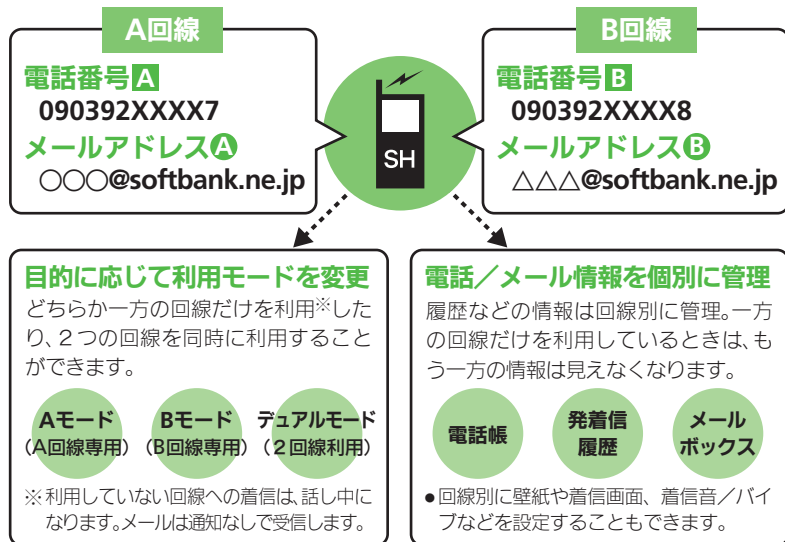 A回線
電話番号A
090392XXXX7
メールアドレスA
○○○@softbank.ne.jp
SH
B回線
電話番号B
090392XXXX8
メールアドレスB
△△△@softbank.ne.jp
目的に応じて利用モードを変更
どちらか一方の回線だけを利用※した
り、2つの回線を同時に利用すること
ができます。
Aモード
(A回線専用)
Bモード
(B回線専用)
デュアルモード
(2回線利用)
※利用していない回線への着信は、話し中に
なります。メールは通知なしで受信します。
電話／メール情報を個別に管理
履歴などの情報は回線別に管理。一方
の回線だけを利用しているときは、も
う一方の情報は見えなくなります。
電話帳
発着信
履歴
メール
ボックス
●回線別に壁紙や着信画面、着信音／バイ
ブなどを設定することもできます。